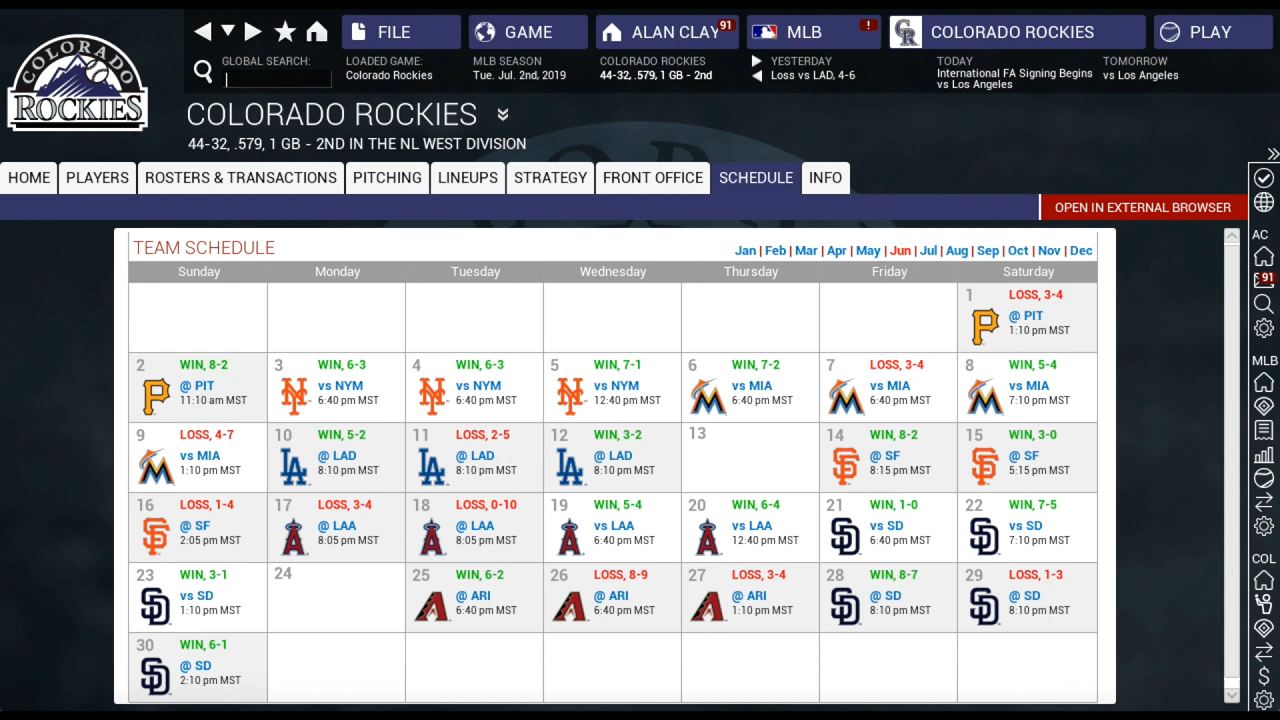 COLORADO
ROCKIES
FILE
GAME
ALAN CLAY
91
MLB
!
COLORADO ROCKIES
PLAY
GLOBAL SEARCH:
LOADED GAME:
Colorado Rockies
MLB SEASON
Tue. Jul. 2nd, 2019
COLORADO ROCKIES
44-32, .579, 1 GB - 2nd
YESTERDAY
Loss vs LAD, 4-6
TODAY
International FA Signing Begins
vs Los Angeles
TOMORROW
vs Los Angeles
COLORADO ROCKIES
44-32, .579, 1 GB - 2ND IN THE NL WEST DIVISION
HOME PLAYERS ROSTERS & TRANSACTIONS PITCHING LINEUPS STRATEGY FRONT OFFICE SCHEDULE INFO
OPEN IN EXTERNAL BROWSER
TEAM SCHEDULE
Jan | Feb | Mar | Apr | May | Jun | Jul | Aug | Sep | Oct | Nov | Dec
Sunday Monday Tuesday Wednesday Thursday Friday Saturday
1 LOSS, 3-4
@ PIT
1:10 pm MST
2 WIN, 8-2
@ PIT
11:10 am MST
3 WIN, 6-3
vs NYM
6:40 pm MST
4 WIN, 6-3
vs NYM
6:40 pm MST
5 WIN, 7-1
vs NYM
12:40 pm MST
6 WIN, 7-2
vs MIA
6:40 pm MST
7 LOSS, 3-4
vs MIA
6:40 pm MST
8 WIN, 5-4
vs MIA
7:10 pm MST
9 LOSS, 4-7
vs MIA
1:10 pm MST
10 WIN, 5-2
@ LAD
8:10 pm MST
11 LOSS, 2-5
@ LAD
8:10 pm MST
12 WIN, 3-2
@ LAD
8:10 pm MST
13
14 WIN, 8-2
@ SF
8:15 pm MST
15 WIN, 3-0
@ SF
5:15 pm MST
16 LOSS, 1-4
@ SF
2:05 pm MST
17 LOSS, 3-4
@ LAA
8:05 pm MST
18 LOSS, 0-10
@ LAA
8:05 pm MST
19 WIN, 5-4
vs LAA
6:40 pm MST
20 WIN, 6-4
vs LAA
12:40 pm MST
21 WIN, 1-0
vs SD
6:40 pm MST
22 WIN, 7-5
vs SD
7:10 pm MST
23 WIN, 3-1
vs SD
1:10 pm MST
24
25 WIN, 6-2
@ ARI
6:40 pm MST
26 LOSS, 8-9
@ ARI
6:40 pm MST
27 LOSS, 3-4
@ ARI
1:10 pm MST
28 WIN, 8-7
@ SD
8:10 pm MST
29 LOSS, 1-3
@ SD
8:10 pm MST
30 WIN, 6-1
@ SD
2:10 pm MST
AC
91
MLB
COL